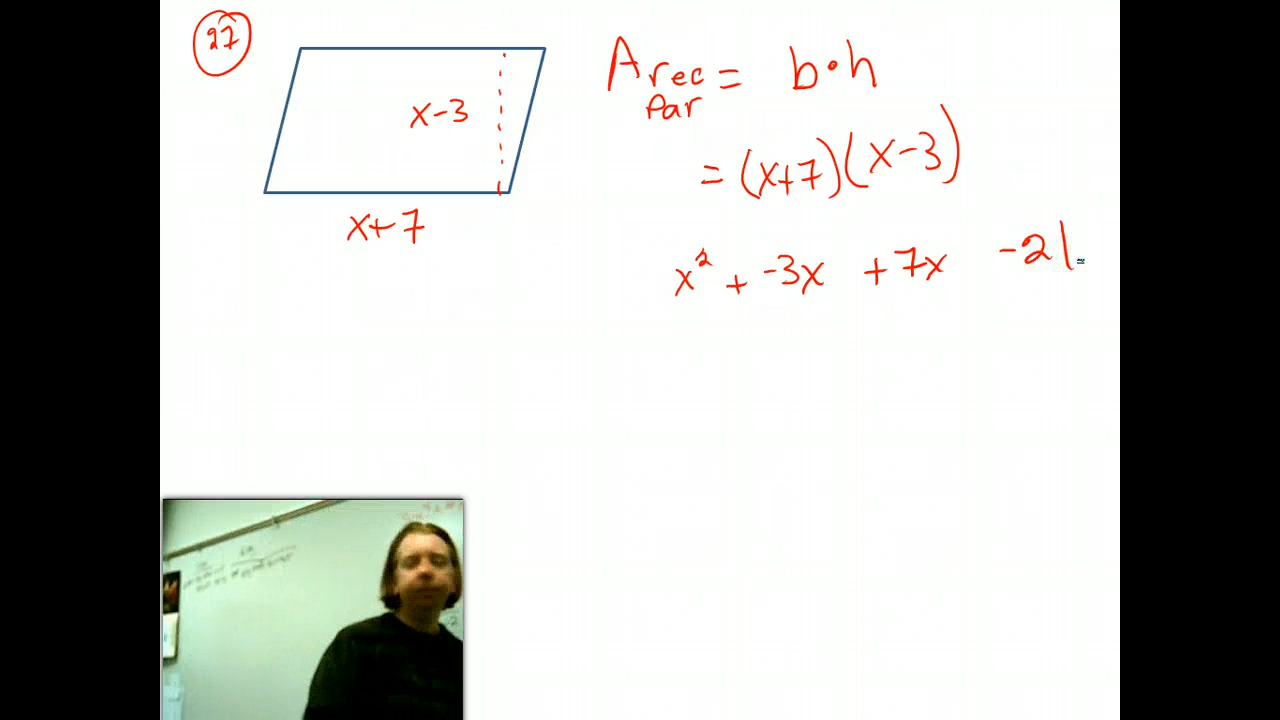 27
x-3
x+7
A rec = b•h
Par
= (x+7)(x-3)
x² + -3x +7x -21